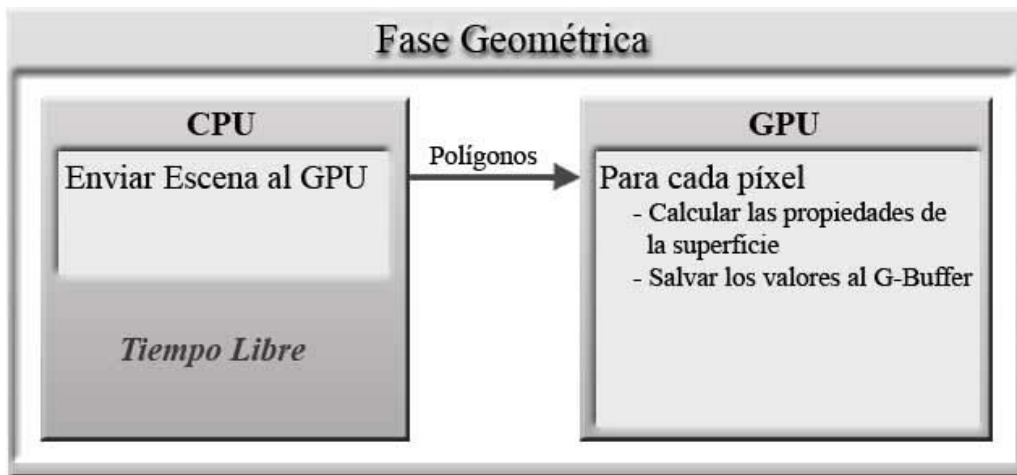 Fase Geométrica
CPU
Enviar Escena al GPU
Tiempo Libre
Polígonos
GPU
Para cada píxel
- Calcular las propiedades de
la superfície
- Salvar los valores al G-Buffer